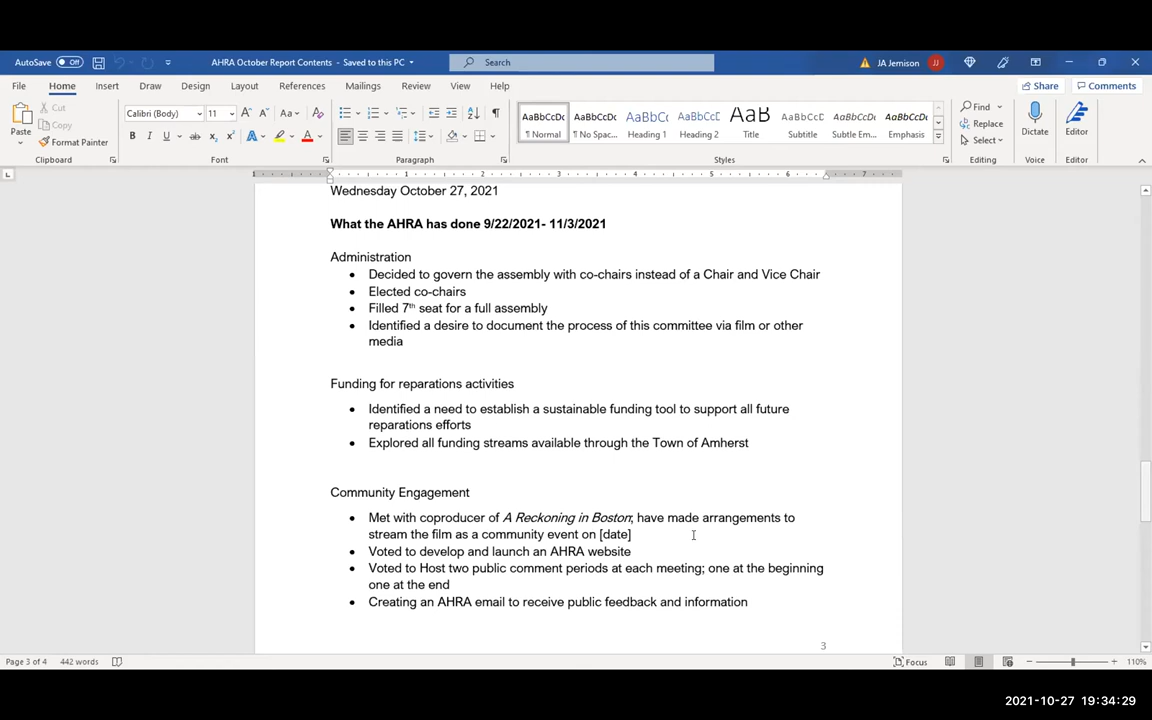 AutoSave Off AHRA October Report Contents - Saved to this PC Search JA Jemison JJ
File Home Insert Draw Design Layout References Mailings Review View Help Share Comments
Paste Cut Copy Format Painter
Clipboard
Calibri (Body) 11
Font
Paragraph
AaBbCcDc AaBbCcDc AaBbCc AaBbCc AaB AaBbCcD AaBbCcDc AaBbCcDc
¶ Normal ¶ No Spac... Heading 1 Heading 2 Title Subtitle Subtle Em... Emphasis
Styles
Find
Replace
Select
Editing
Dictate
Voice
Editor
Editor
1 1 2 3 4 5 6 7
Wednesday October 27, 2021
What the AHRA has done 9/22/2021- 11/3/2021
Administration
• Decided to govern the assembly with co-chairs instead of a Chair and Vice Chair
• Elected co-chairs
• Filled 7th seat for a full assembly
• Identified a desire to document the process of this committee via film or other
media
Funding for reparations activities
• Identified a need to establish a sustainable funding tool to support all future
reparations efforts
• Explored all funding streams available through the Town of Amherst
Community Engagement
• Met with coproducer of A Reckoning in Boston; have made arrangements to
stream the film as a community event on [date]
• Voted to develop and launch an AHRA website
• Voted to Host two public comment periods at each meeting; one at the beginning
one at the end
• Creating an AHRA email to receive public feedback and information
3
Page 3 of 4 442 words Focus 110%
2021-10-27 19:34:29